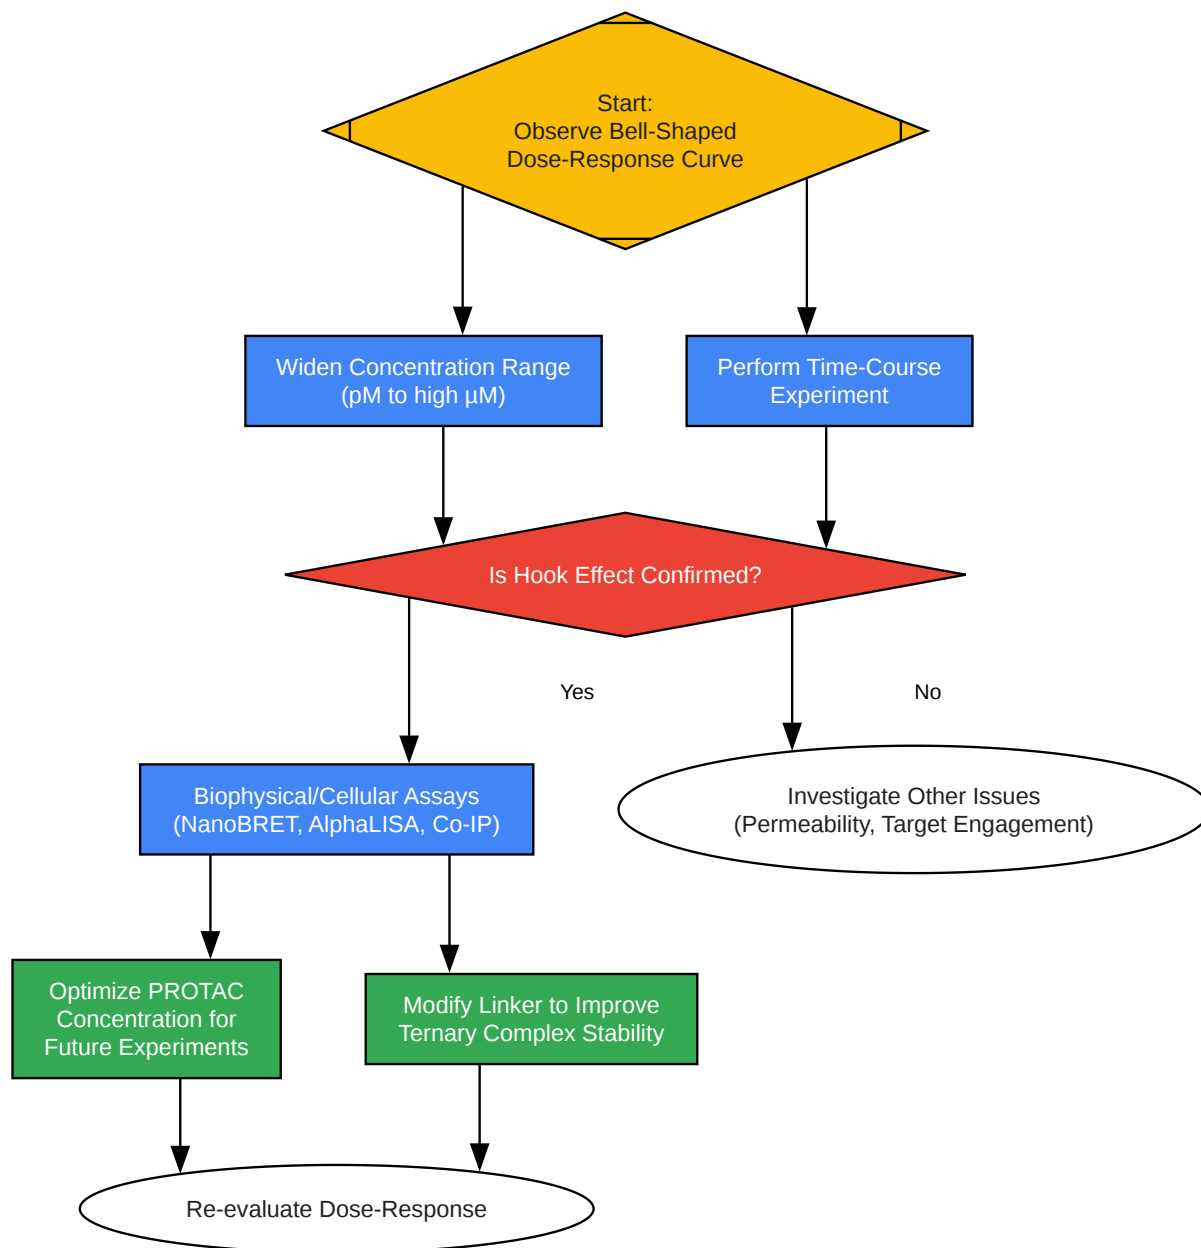 Start:
Observe Bell-Shaped
Dose-Response Curve
Widen Concentration Range
(pM to high µM)
Perform Time-Course
Experiment
Is Hook Effect Confirmed?
Yes
No
Biophysical/Cellular Assays
(NanoBRET, AlphaLISA, Co-IP)
Investigate Other Issues
(Permeability, Target Engagement)
Optimize PROTAC
Concentration for
Future Experiments
Modify Linker to Improve
Ternary Complex Stability
Re-evaluate Dose-Response